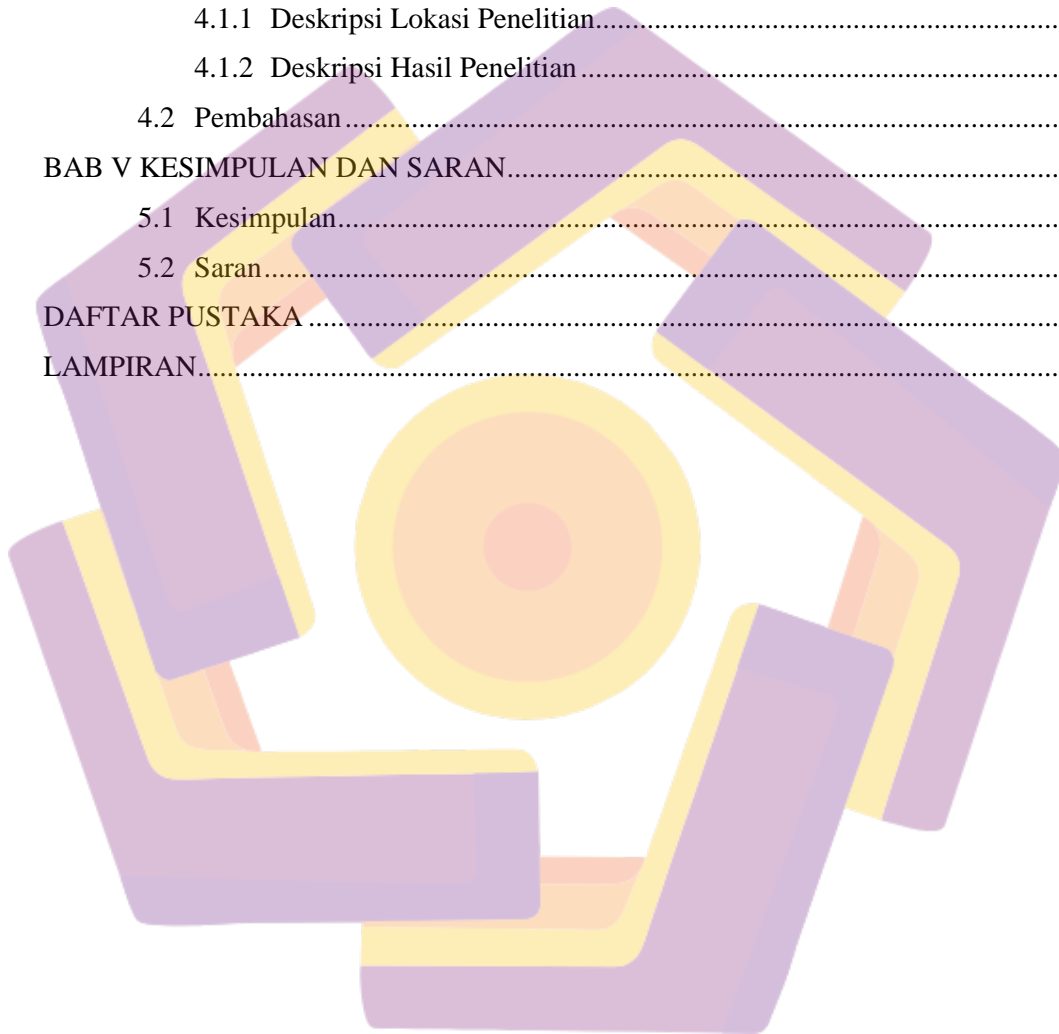 4.1.1 Deskripsi Lokasi Penelitian....................................................................
4.1.2 Deskripsi Hasil Penelitian.......................................................................
4.2 Pembahasan.........................................................................................................
BAB V KESIMPULAN DAN SARAN................................................................................
5.1 Kesimpulan..........................................................................................................
5.2 Saran.....................................................................................................................
DAFTAR PUSTAKA.............................................................................................................
LAMPIRAN...........................................................................................................................